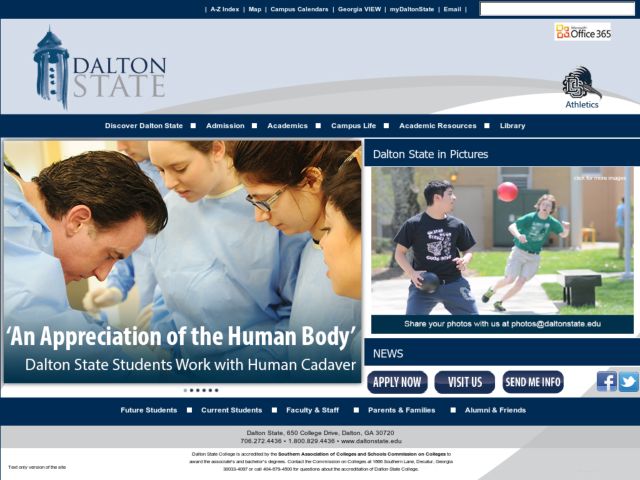 | A-Z Index | Map | Campus Calendars | Georgia VIEW | myDaltonState | Email |
Microsoft
Office 365
DALTON
STATE
Athletics
Discover Dalton State Admission Academics Campus Life Academic Resources Library
Dalton State in Pictures
click for more images
'An Appreciation of the Human Body'
Dalton State Students Work with Human Cadaver
Share your photos with us at photos@daltonstate.edu
NEWS
APPLY NOW VISIT US SEND ME INFO
Future Students Current Students Faculty & Staff Parents & Families Alumni & Friends
Dalton State, 650 College Drive, Dalton, GA 30720
706.272.4436 • 1.800.829.4436 • www.daltonstate.edu
Dalton State College is accredited by the Southern Association of Colleges and Schools Commission on Colleges to
award the associate's and bachelor's degrees. Contact the Commission on Colleges at 1866 Southern Lane, Decatur, Georgia
30033-4097 or call 404-679-4500 for questions about the accreditation of Dalton State College.
Text only version of the site